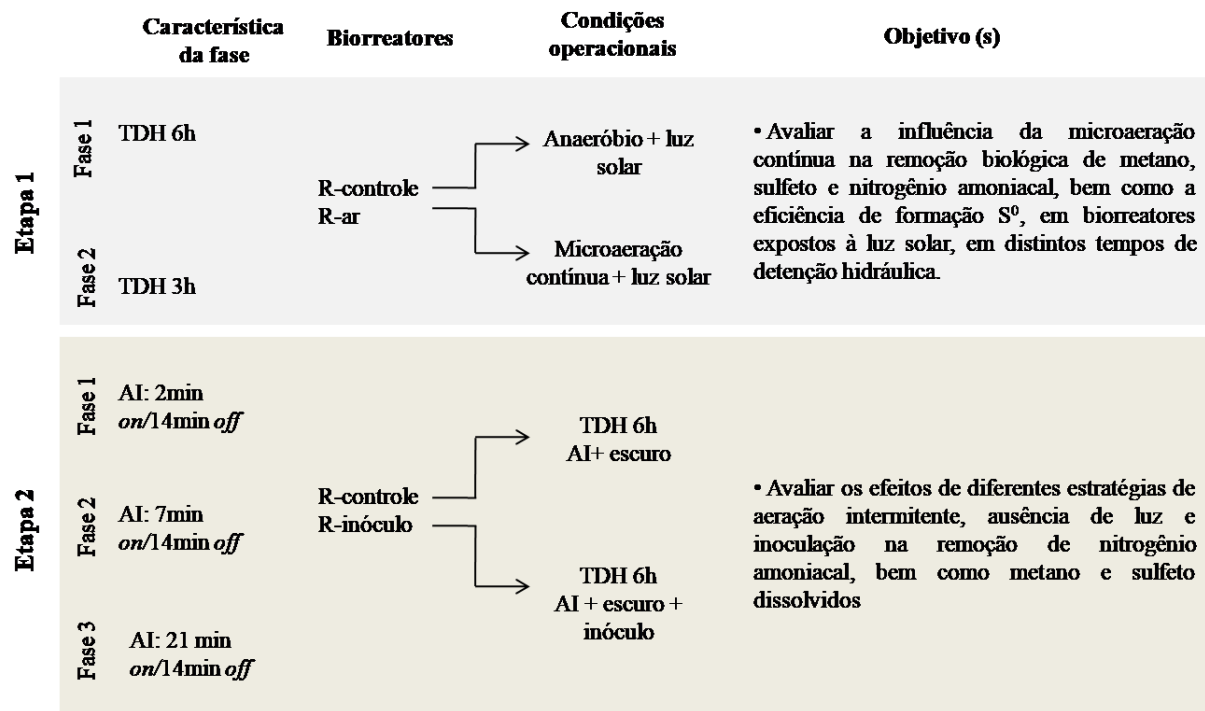 Característica
da fase
Biorreatores
Condições
operacionais
Objetivo (s)
Etapa 1
Fase 1
TDH 6h
Fase 2
TDH 3h
R-controle
R-ar
Anaeróbio + luz
solar
Microaeração
contínua + luz solar
• Avaliar a influência da microaeração
contínua na remoção biológica de metano,
sulfeto e nitrogênio amoniacal, bem como a
eficiência de formação S⁰, em biorreatores
expostos à luz solar, em distintos tempos de
detenção hidráulica.
Etapa 2
Fase 1
AI: 2min
on/14min off
Fase 2
AI: 7min
on/14min off
Fase 3
AI: 21 min
on/14min off
R-controle
R-inóculo
TDH 6h
AI+ escuro
TDH 6h
AI + escuro +
inóculo
• Avaliar os efeitos de diferentes estratégias de
aeração intermitente, ausência de luz e
inoculação na remoção de nitrogênio
amoniacal, bem como metano e sulfeto
dissolvidos